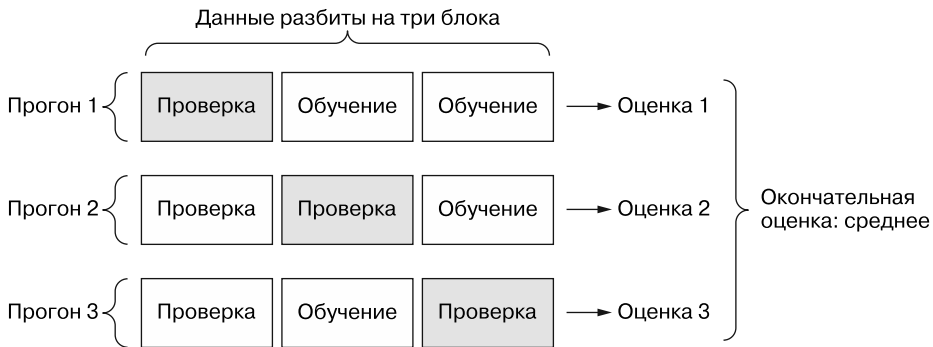 Данные разбиты на три блока
Прогон 1 Проверка Обучение Обучение Оценка 1
Прогон 2 Проверка Проверка Обучение Оценка 2
Окончательная
оценка: среднее
Прогон 3 Проверка Обучение Проверка Оценка 3